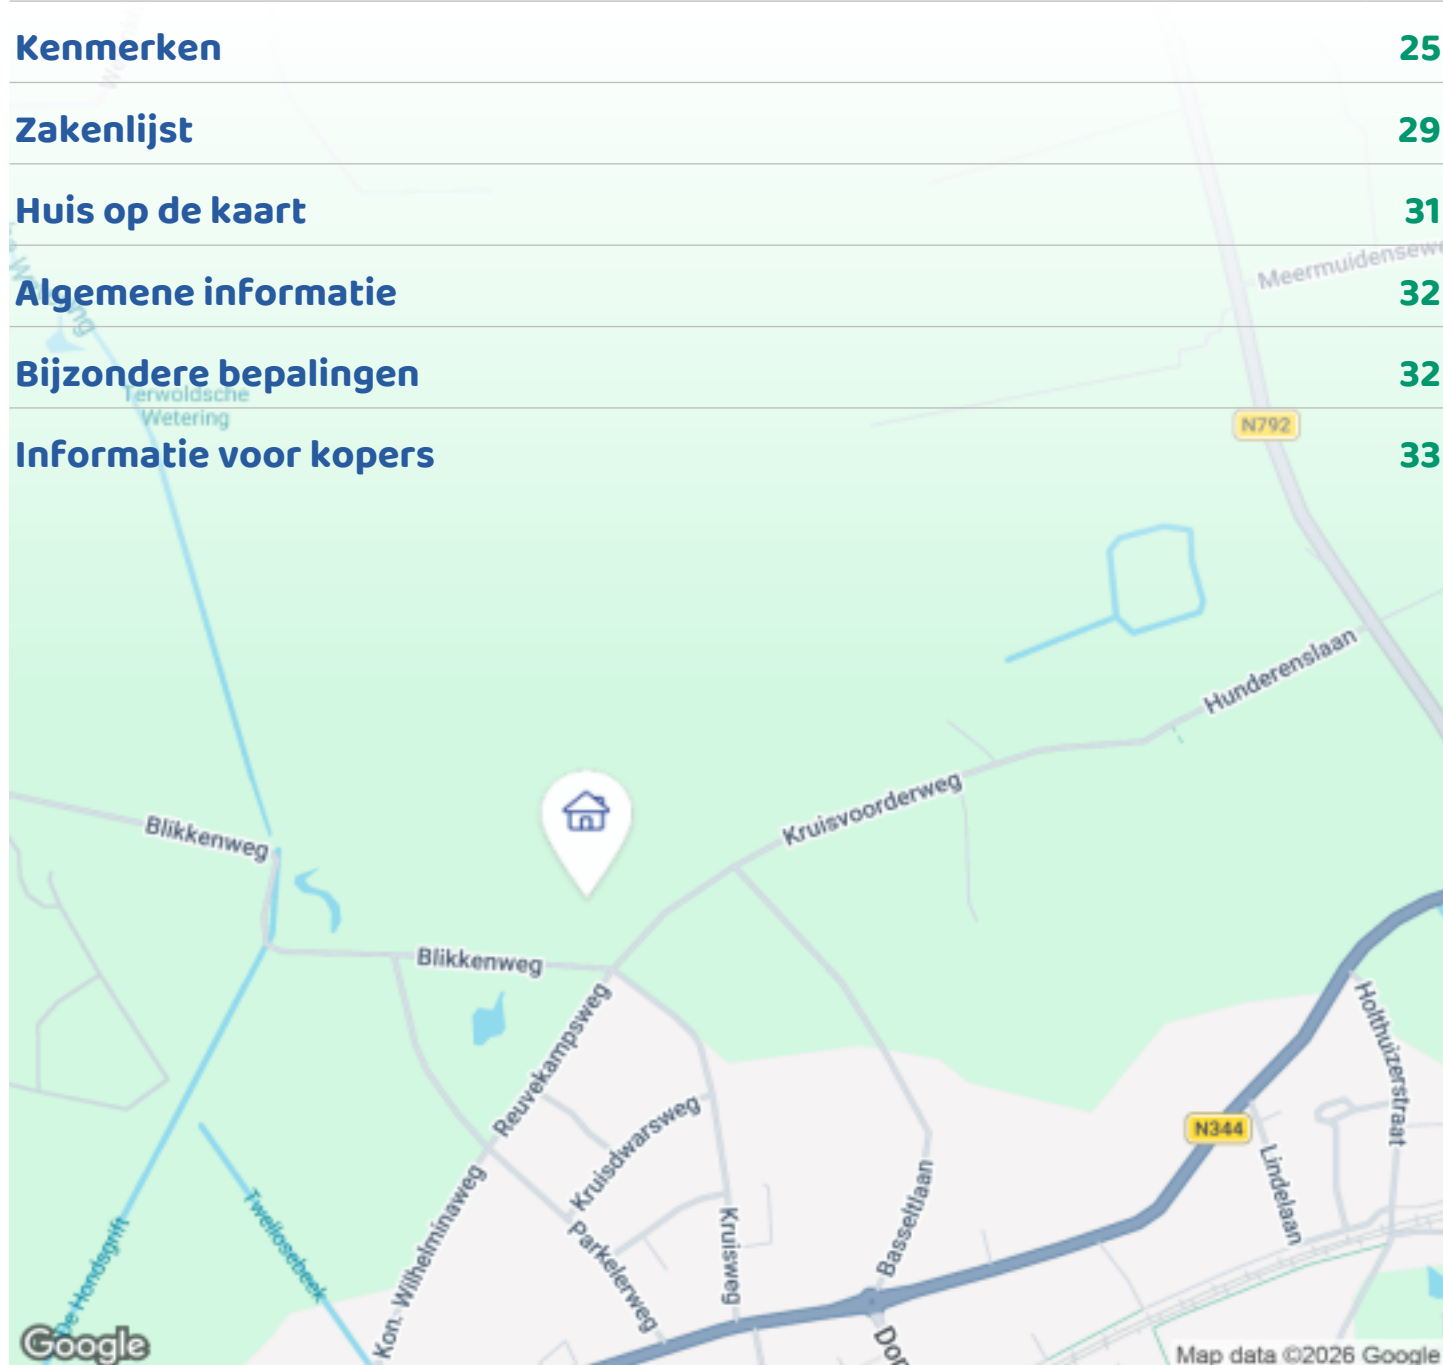 Kenmerken 25
Zakenlijst 29
Huis op de kaart 31
Meermuidensewe
Algemene informatie 32
Bijzondere bepalingen 32
Terwoldsche
Wetering
N792
Informatie voor kopers 33
Hunderenslaan
Kruisvoorderweg
Blikkenweg
Blikkenweg
Reuvekampsweg
Holthuizerstraat
Kruisdwarsweg
N344
Lindelaan
Basseltlaan
Kruisweg
Parkelerweg
Kon. Wilhelminaweg
Twellosebeek
De Hondsgrift
Dor
Google
Map data ©2026 Google